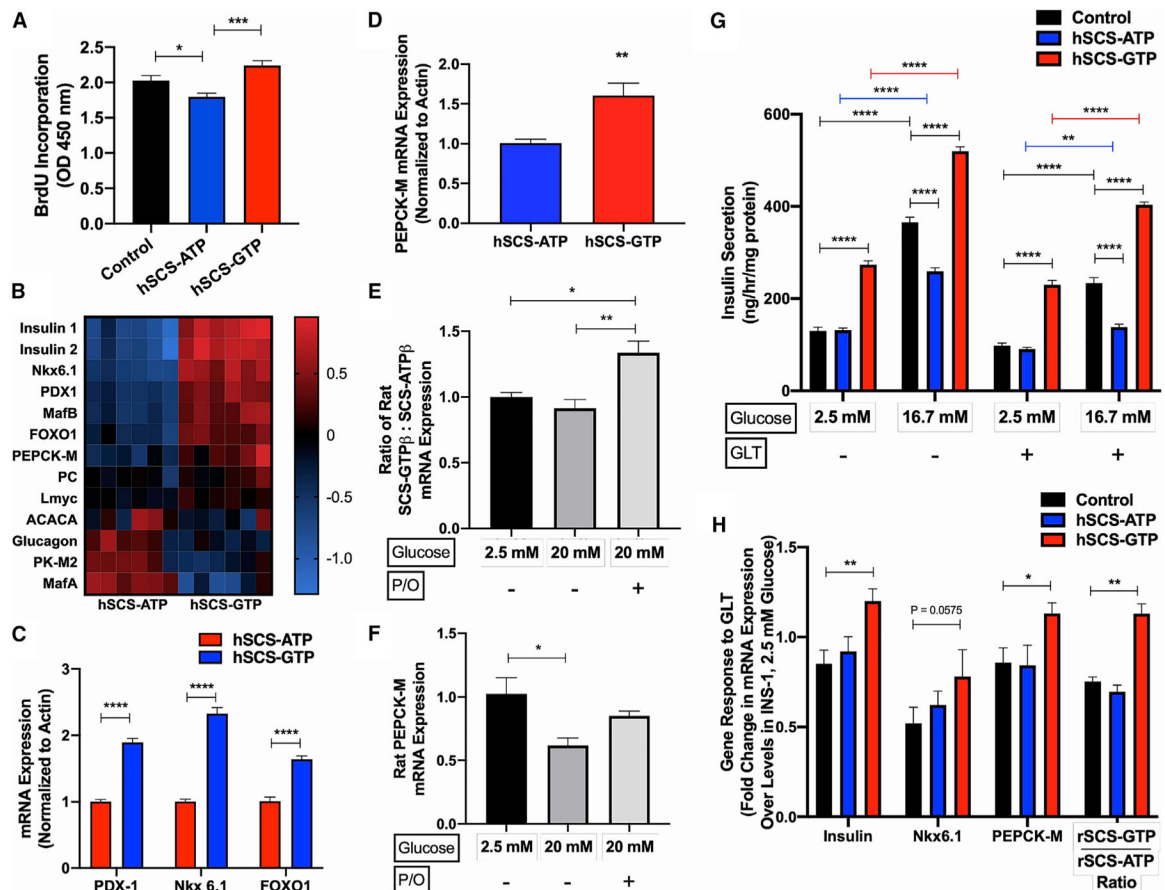 A
BrdU Incorporation
(OD 450 nm)
2.5
2.0
1.5
1.0
0.5
0.0
*
***
Control
hSCS-ATP
hSCS-GTP
B
Insulin 1
Insulin 2
Nkx6.1
PDX1
MafB
FOXO1
PEPCK-M
PC
Lmyc
ACACA
Glucagon
PK-M2
MafA
hSCS-ATP
hSCS-GTP
0.5
0
-0.5
-1.0
C
hSCS-ATP
hSCS-GTP
mRNA Expression
(Normalized to Actin)
3
2
1
0
****
****
****
PDX-1
Nkx 6.1
FOXO1
D
PEPCK-M mRNA Expression
(Normalized to Actin)
2.0
1.5
1.0
0.5
0.0
**
hSCS-ATP
hSCS-GTP
E
Ratio of Rat
SCS-GTPβ : SCS-ATPβ
mRNA Expression
1.5
1.0
0.5
0.0
*
**
Glucose 2.5 mM 20 mM 20 mM
P/O - - +
F
Rat PEPCK-M
mRNA Expression
1.5
1.0
0.5
0.0
*
Glucose 2.5 mM 20 mM 20 mM
P/O - - +
G
Control
hSCS-ATP
hSCS-GTP
Insulin Secretion
(ng/hr/mg protein)
600
400
200
0
****
****
****
****
****
****
****
**
****
****
****
****
Glucose 2.5 mM 16.7 mM 2.5 mM 16.7 mM
GLT - - + +
H
Control
hSCS-ATP
hSCS-GTP
Gene Response to GLT
(Fold Change in mRNA Expression
Over Levels in INS-1, 2.5 mM Glucose)
1.5
1.0
0.5
0.0
**
P = 0.0575
*
**
Insulin
Nkx6.1
PEPCK-M
rSCS-GTP
rSCS-ATP
Ratio